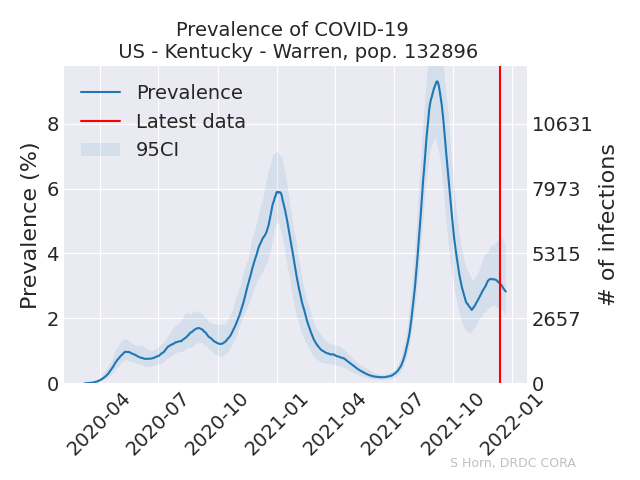 Prevalence of COVID-19
US - Kentucky - Warren, pop. 132896
Prevalence
Latest data
95CI
Prevalence (%)
8
6
4
2
0
10631
7973
5315
2657
0
# of infections
2020-04
2020-07
2020-10
2021-01
2021-04
2021-07
2021-10
2022-01
S Horn, DRDC CORA